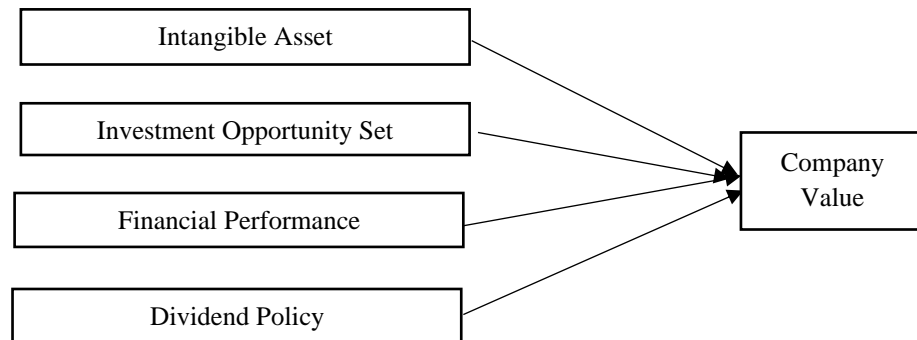 Intangible Asset
Investment Opportunity Set
Company
Value
Financial Performance
Dividend Policy